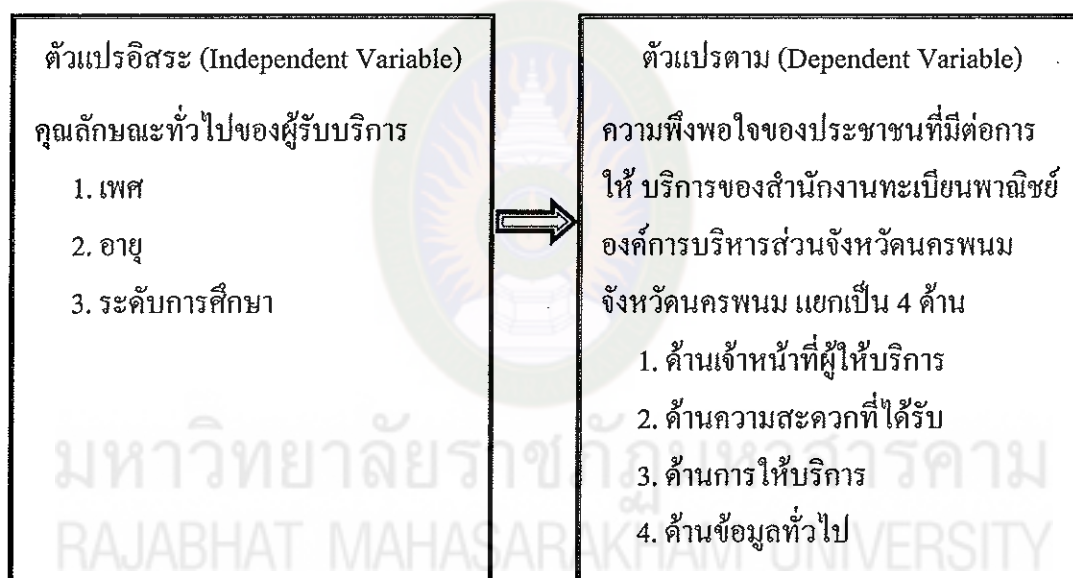 ตัวแปรอิสระ (Independent Variable)
คุณลักษณะทั่วไปของผู้รับบริการ
1. เพศ
2. อายุ
3. ระดับการศึกษา
ตัวแปรตาม (Dependent Variable)
ความพึงพอใจของประชาชนที่มีต่อการ
ให้ บริการของสำนักงานทะเบียนพาณิชย์
องค์การบริหารส่วนจังหวัดนครพนม
จังหวัดนครพนม แยกเป็น 4 ด้าน
1. ด้านเจ้าหน้าที่ผู้ให้บริการ
2. ด้านความสะดวกที่ได้รับ
3. ด้านการให้บริการ
4. ด้านข้อมูลทั่วไป
มหาวิทยาลัยราชภัฏมหาสารคาม
RAJABHAT MAHASARAKHAM UNIVERSITY